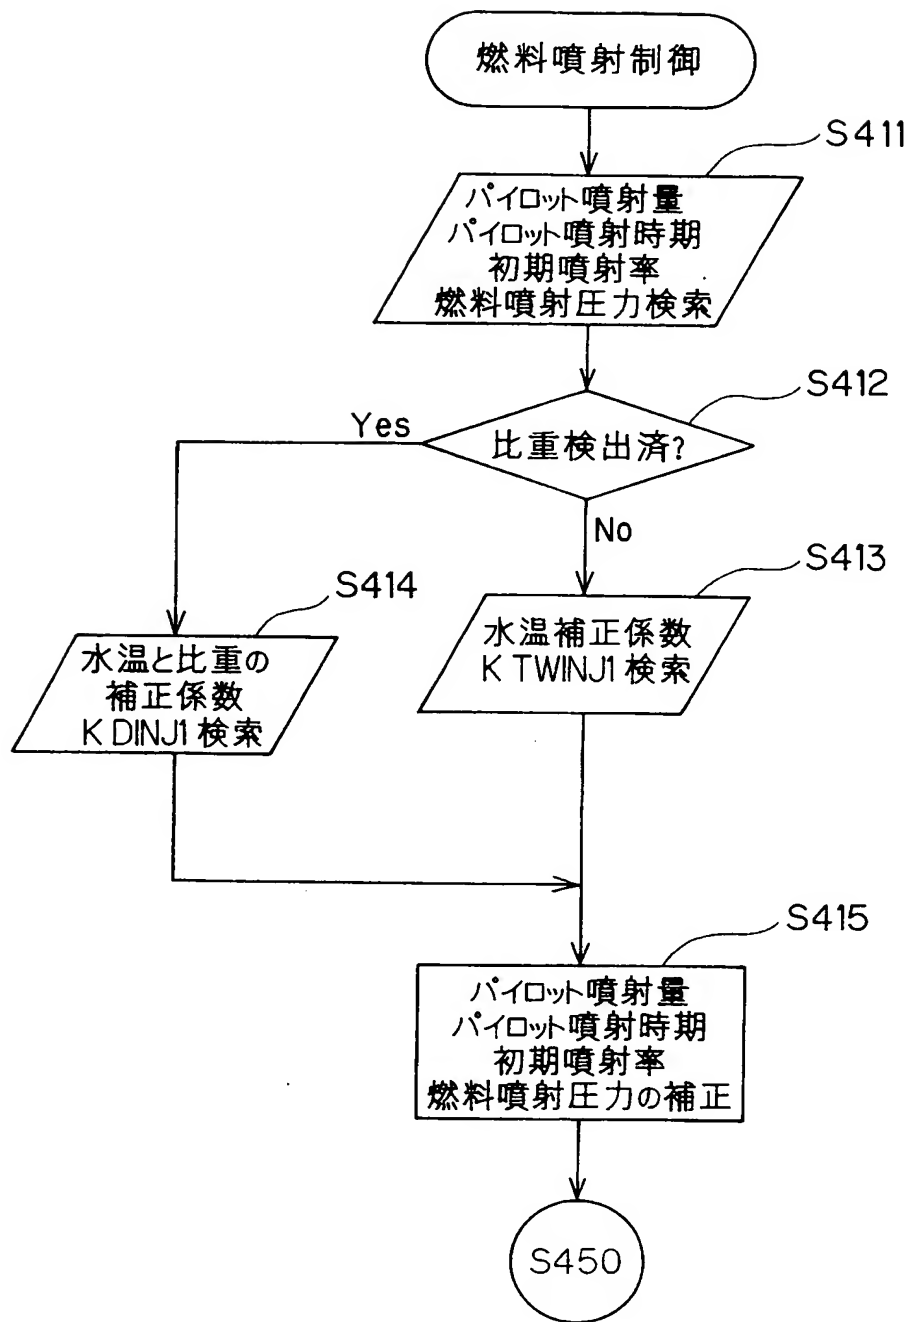 燃料噴射制御
S411
パイロット噴射量
パイロット噴射時期
初期噴射率
燃料噴射圧力検索
S412
Yes
比重検出済?
No
S413
S414
水温補正係数
K TWINJ1 検索
水温と比重の
補正係数
K DINJ1 検索
S415
パイロット噴射量
パイロット噴射時期
初期噴射率
燃料噴射圧力の補正
S450